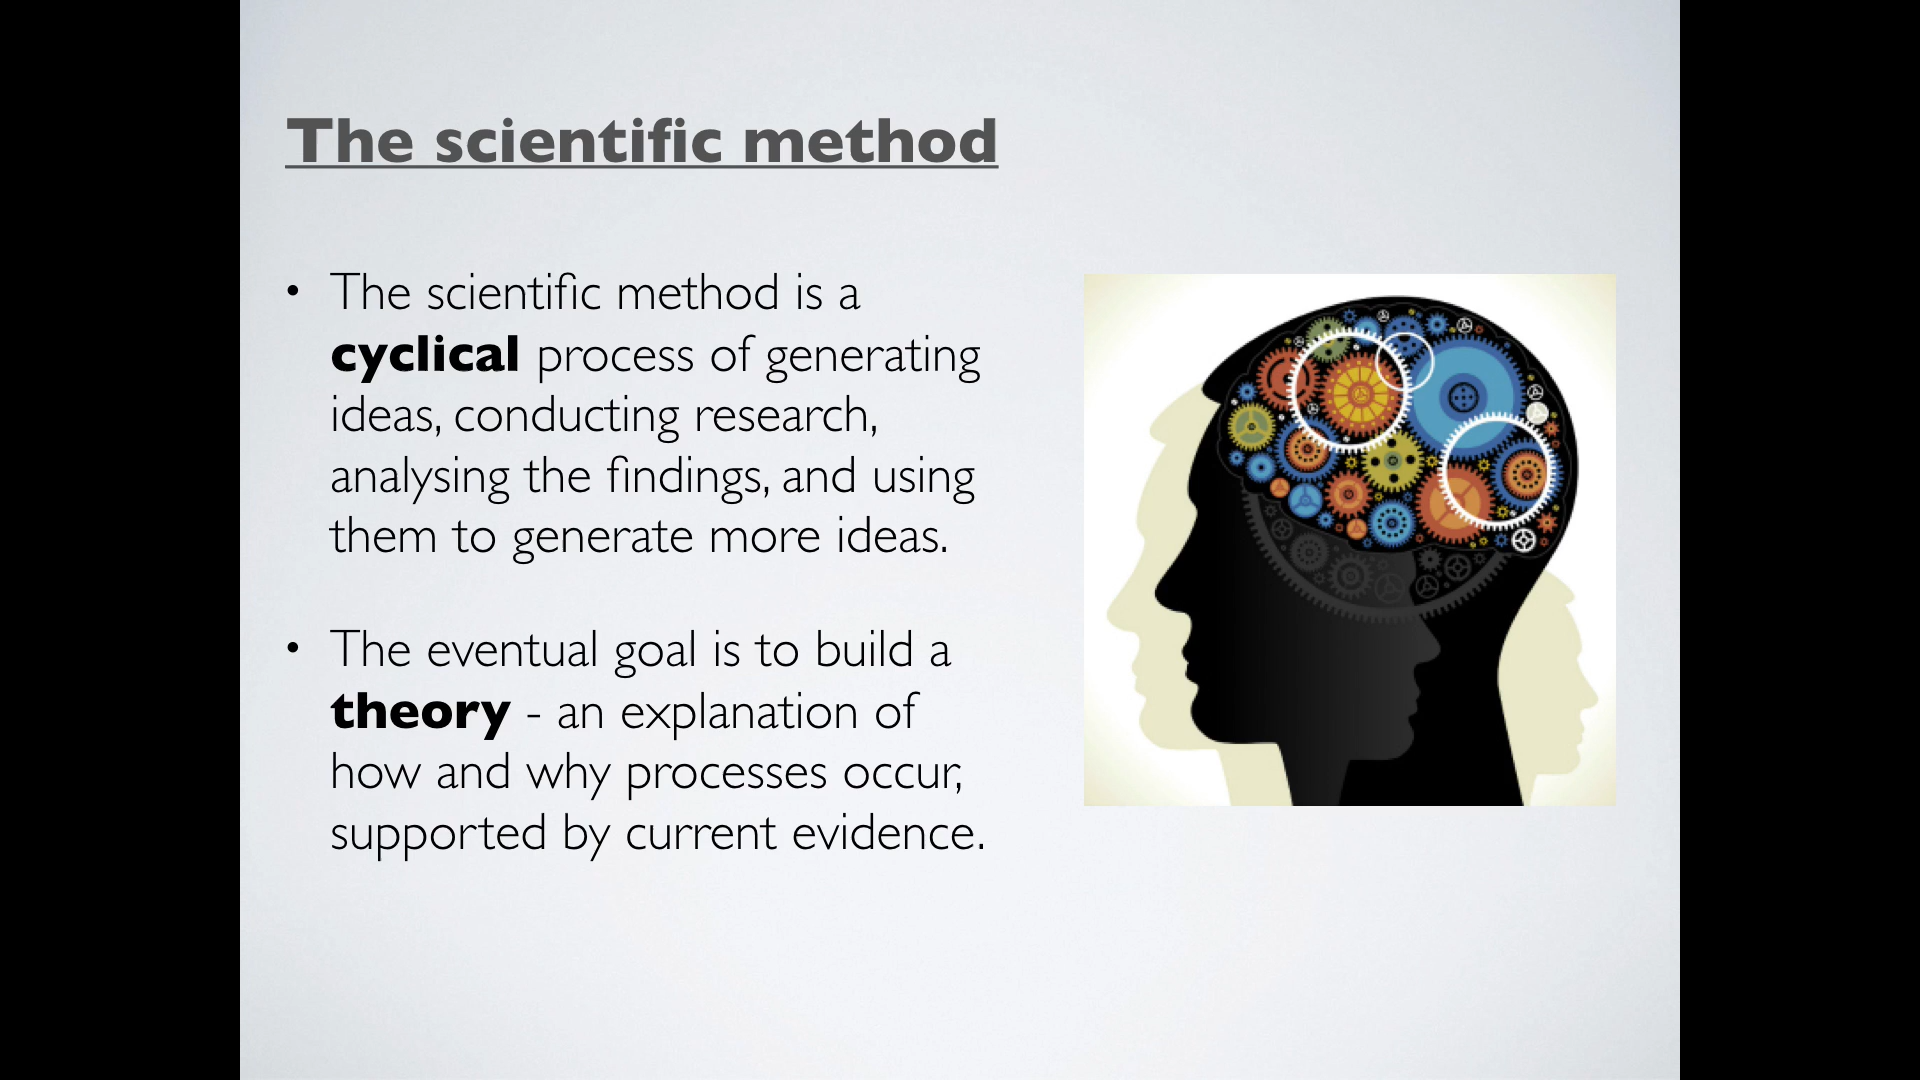 The scientific method
• The scientific method is a
cyclical process of generating
ideas, conducting research,
analysing the findings, and using
them to generate more ideas.
• The eventual goal is to build a
theory - an explanation of
how and why processes occur,
supported by current evidence.